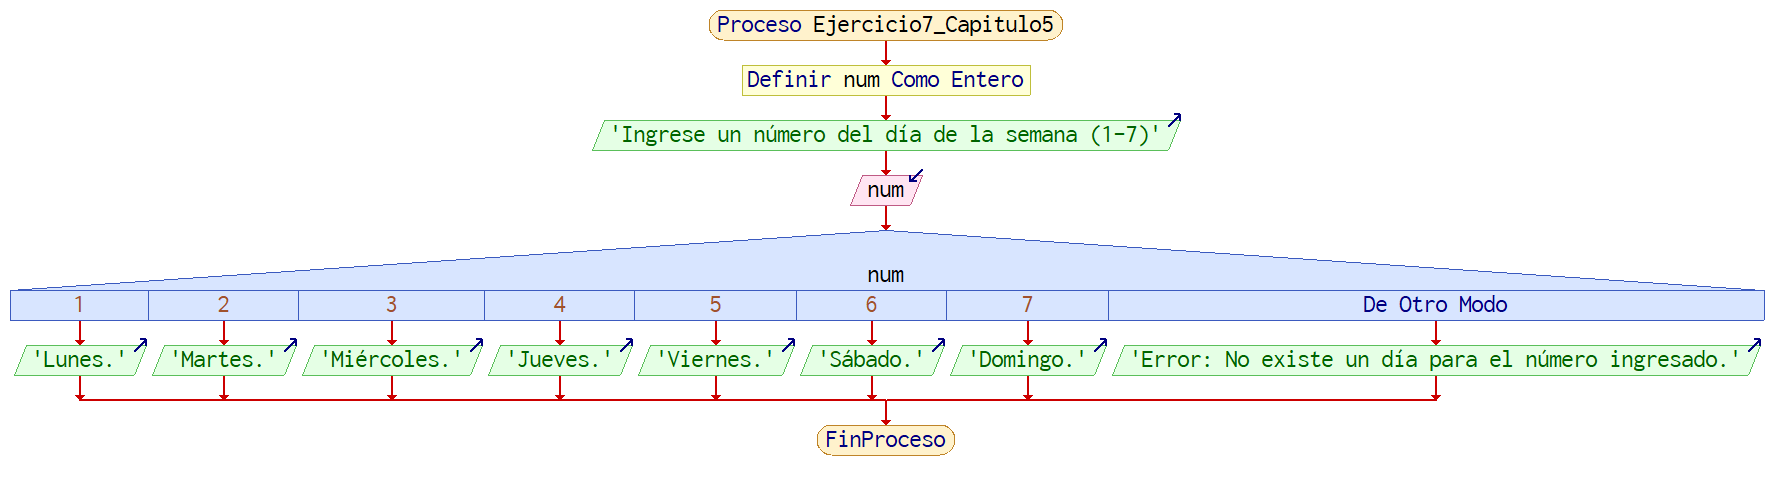 Proceso Ejercicio7_Capitulo5
Definir num Como Entero
'Ingrese un número del día de la semana (1-7)'
num
num
1 2 3 4 5 6 7 De Otro Modo
'Lunes.' 'Martes.' 'Miércoles.' 'Jueves.' 'Viernes.' 'Sábado.' 'Domingo.' 'Error: No existe un día para el número ingresado.'
FinProceso